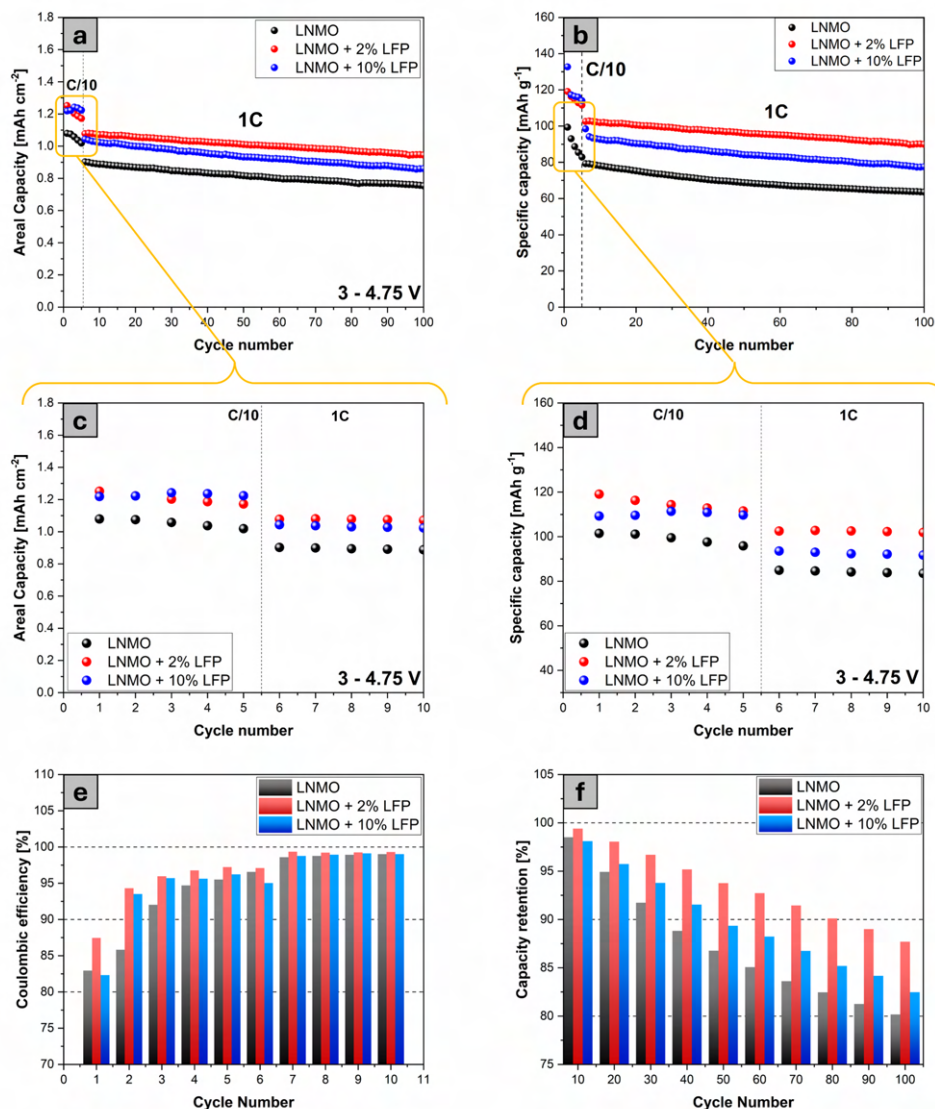 a
LNMO
LNMO + 2% LFP
LNMO + 10% LFP
C/10
1C
3 - 4.75 V
Areal Capacity [mAh cm⁻²]
1.8
1.6
1.4
1.2
1.0
0.8
0.6
0.4
0.2
0.0
0 10 20 30 40 50 60 70 80 90 100
Cycle number
b
LNMO
LNMO + 2% LFP
LNMO + 10% LFP
C/10
1C
Specific capacity [mAh g⁻¹]
160
140
120
100
80
60
40
20
0
0 20 40 60 80 100
Cycle number
c
C/10
1C
Areal Capacity [mAh cm⁻²]
1.8
1.6
1.4
1.2
1.0
0.8
0.6
0.4
0.2
0.0
LNMO
LNMO + 2% LFP
LNMO + 10% LFP
3 - 4.75 V
0 1 2 3 4 5 6 7 8 9 10
Cycle number
d
C/10
1C
Specific capacity [mAh g⁻¹]
160
140
120
100
80
60
40
LNMO
LNMO + 2% LFP
LNMO + 10% LFP
3 - 4.75 V
0 1 2 3 4 5 6 7 8 9 10
Cycle number
e
LNMO
LNMO + 2% LFP
LNMO + 10% LFP
Coulombic efficiency [%]
110
105
100
95
90
85
80
75
70
0 1 2 3 4 5 6 7 8 9 10 11
Cycle Number
f
LNMO
LNMO + 2% LFP
LNMO + 10% LFP
Capacity retention [%]
105
100
95
90
85
80
75
10 20 30 40 50 60 70 80 90 100
Cycle Number